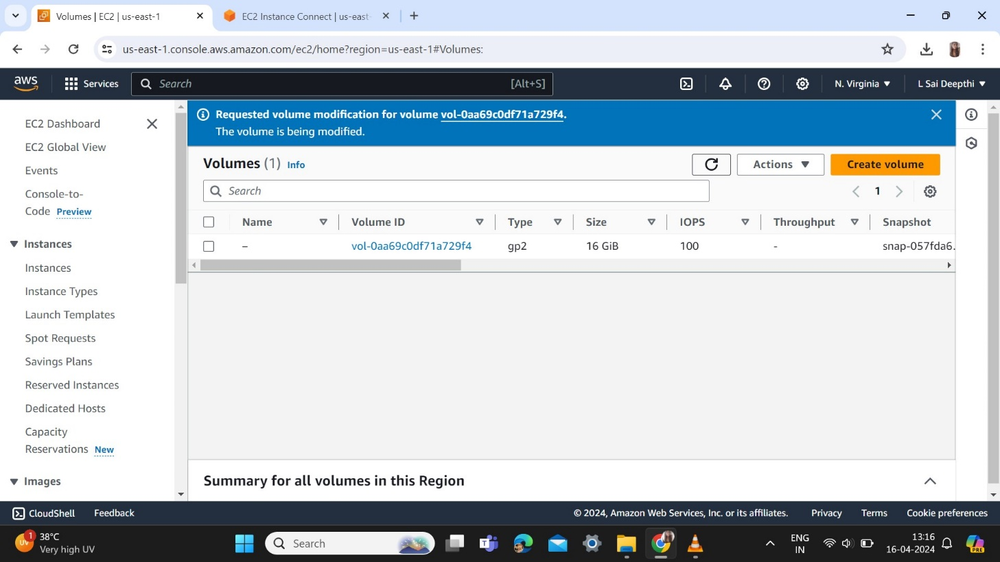 Volumes | EC2 | us-east-1
EC2 Instance Connect | us-east-
us-east-1.console.aws.amazon.com/ec2/home?region=us-east-1#Volumes:
aws
Services
Search
[Alt+S]
N. Virginia
L Sai Deepthi
EC2 Dashboard
EC2 Global View
Events
Console-to-
Code Preview
Instances
Instances
Instance Types
Launch Templates
Spot Requests
Savings Plans
Reserved Instances
Dedicated Hosts
Capacity
Reservations New
Images
Requested volume modification for volume vol-0aa69c0df71a729f4.
The volume is being modified.
Volumes (1) Info
Actions
Create volume
Search
1
Name Volume ID Type Size IOPS Throughput Snapshot
– vol-0aa69c0df71a729f4 gp2 16 GiB 100 - snap-057fda6.
Summary for all volumes in this Region
CloudShell
Feedback
© 2024, Amazon Web Services, Inc. or its affiliates.
Privacy
Terms
Cookie preferences
1
UV
38°C
Very high UV
Search
T
ENG
IN
13:16
16-04-2024
PRE